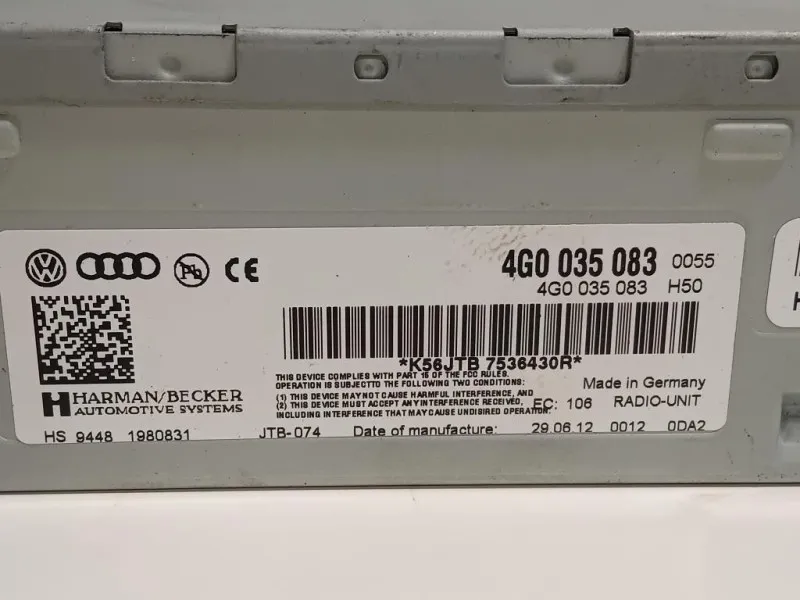 VW
Pb
CE
4G0 035 083 0055
4G0 035 083 H50
*K56JTB 7536430R*
THIS DEVICE COMPLIES WITH PART 15 OF THE FCC RULES.
OPERATION IS SUBJECTTO THE FOLLOWING TWO CONDITIONS:
(1) THIS DEVICE MAY NOT CAUSE HARMFUL INTERFERENCE, AND
(2) THIS DEVICE MUST ACCEPT ANY INTERFERENCE RECEIVED,
INCLUDING INTERFERENCE THAT MAY CAUSE UNDISIRED OPERATION.
Made in Germany
EC: 106 RADIO-UNIT
HARMAN/BECKER
AUTOMOTIVE SYSTEMS
HS 9448 1980831 JTB-074 Date of manufacture: 29.06.12 0012 0DA2